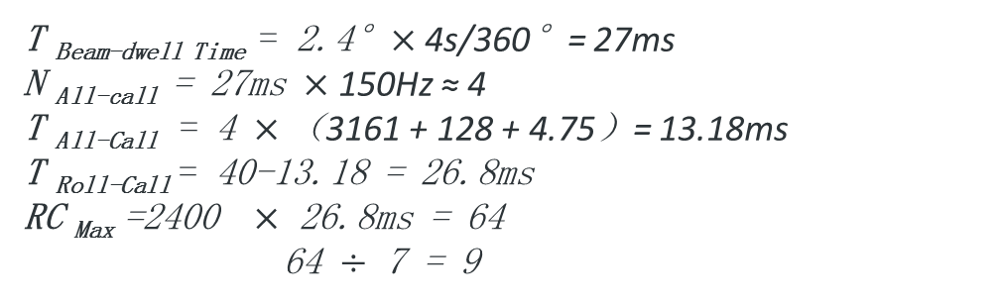 T Beam-dwell Time = 2.4° × 4s/360° = 27ms
N All-call = 27ms × 150Hz ≈ 4
T All-Call = 4 × （3161 + 128 + 4.75） = 13.18ms
T Roll-Call = 40-13.18 = 26.8ms
RC Max =2400 × 26.8ms = 64
64 ÷ 7 = 9